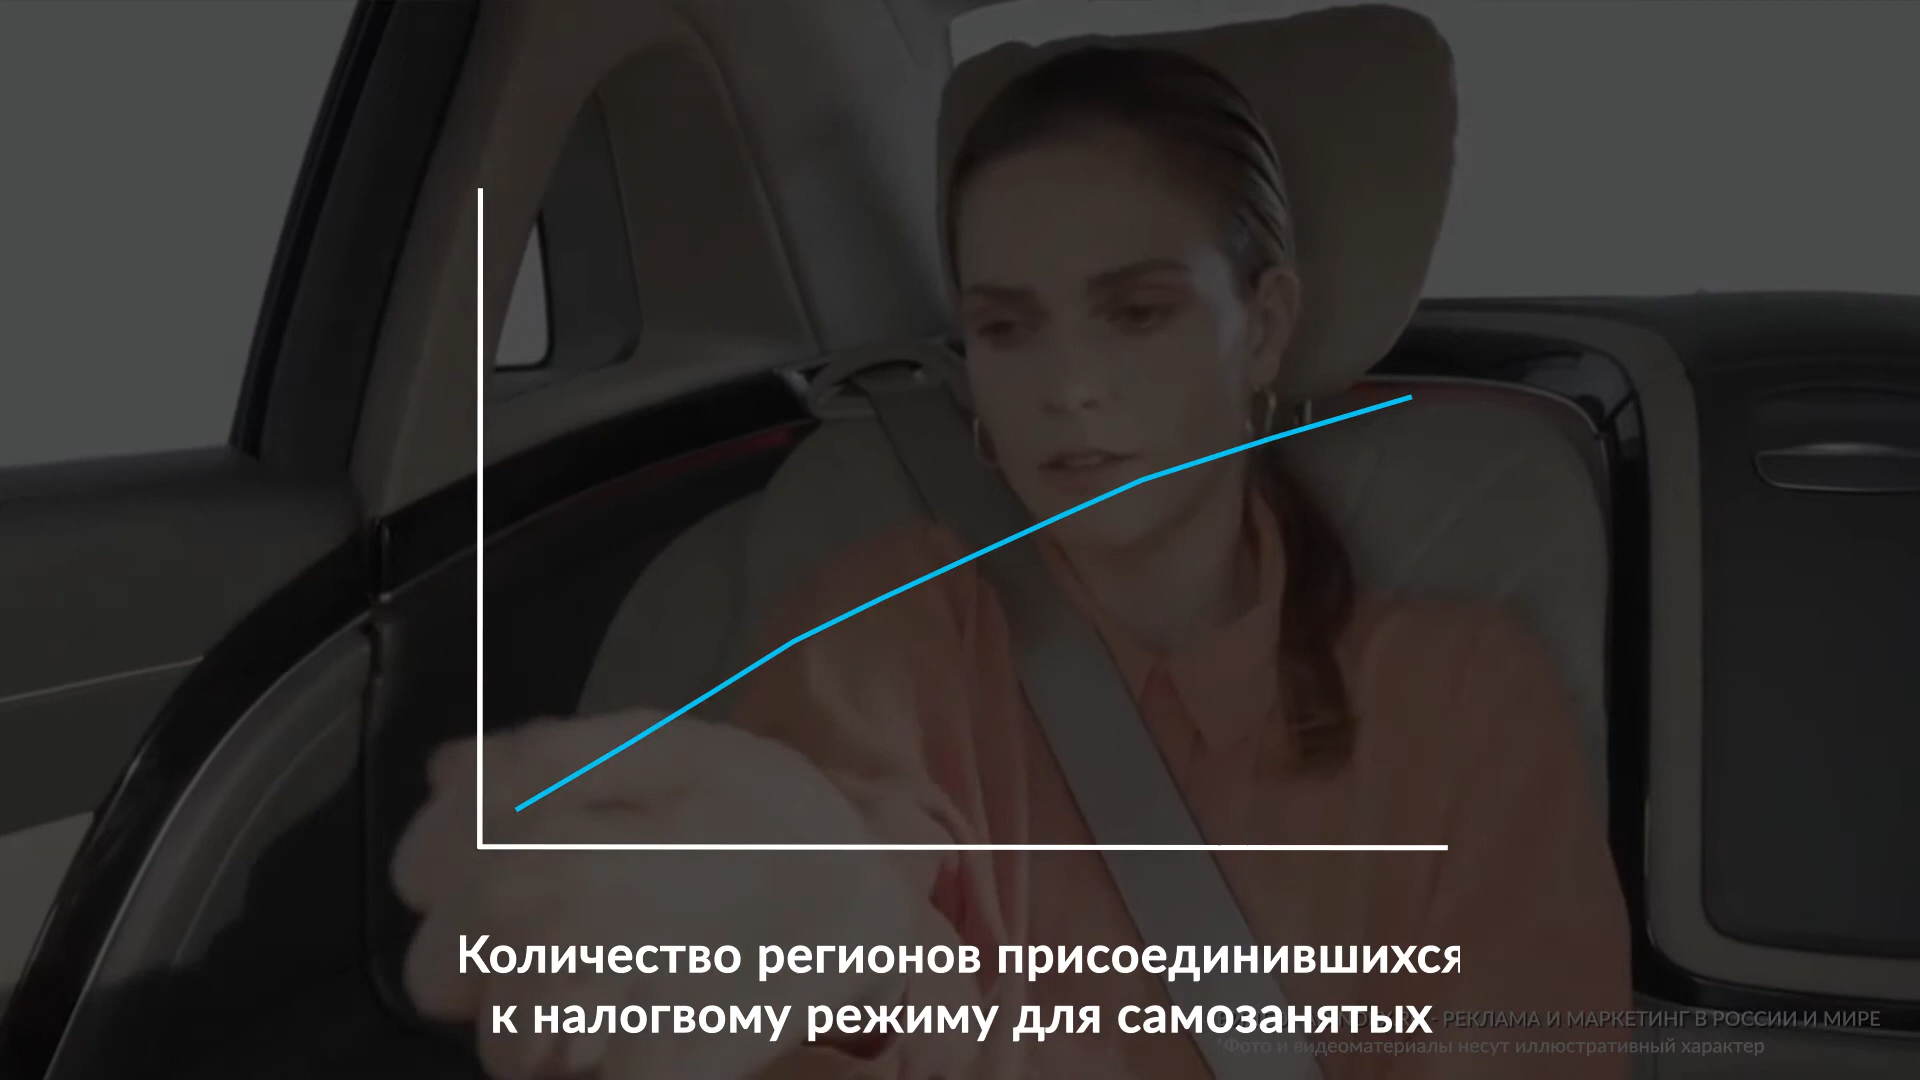 Количество регионов присоединившихся
к налогвому режиму для самозанятых
- РЕКЛАМА И МАРКЕТИНГ В РОССИИ И МИРЕ
*Фото и видеоматериалы несут иллюстративный характер